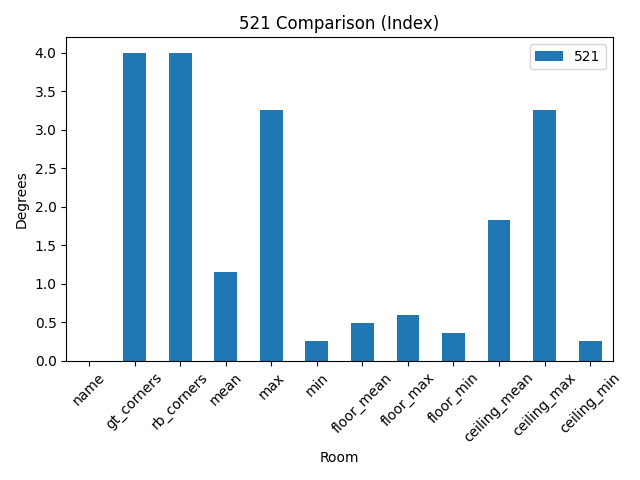 521 Comparison (Index)
521
Degrees
4.0
3.5
3.0
2.5
2.0
1.5
1.0
0.5
0.0
name
gt_corners
rb_corners
mean
max
min
floor_mean
floor_max
floor_min
ceiling_mean
ceiling_max
ceiling_min
Room